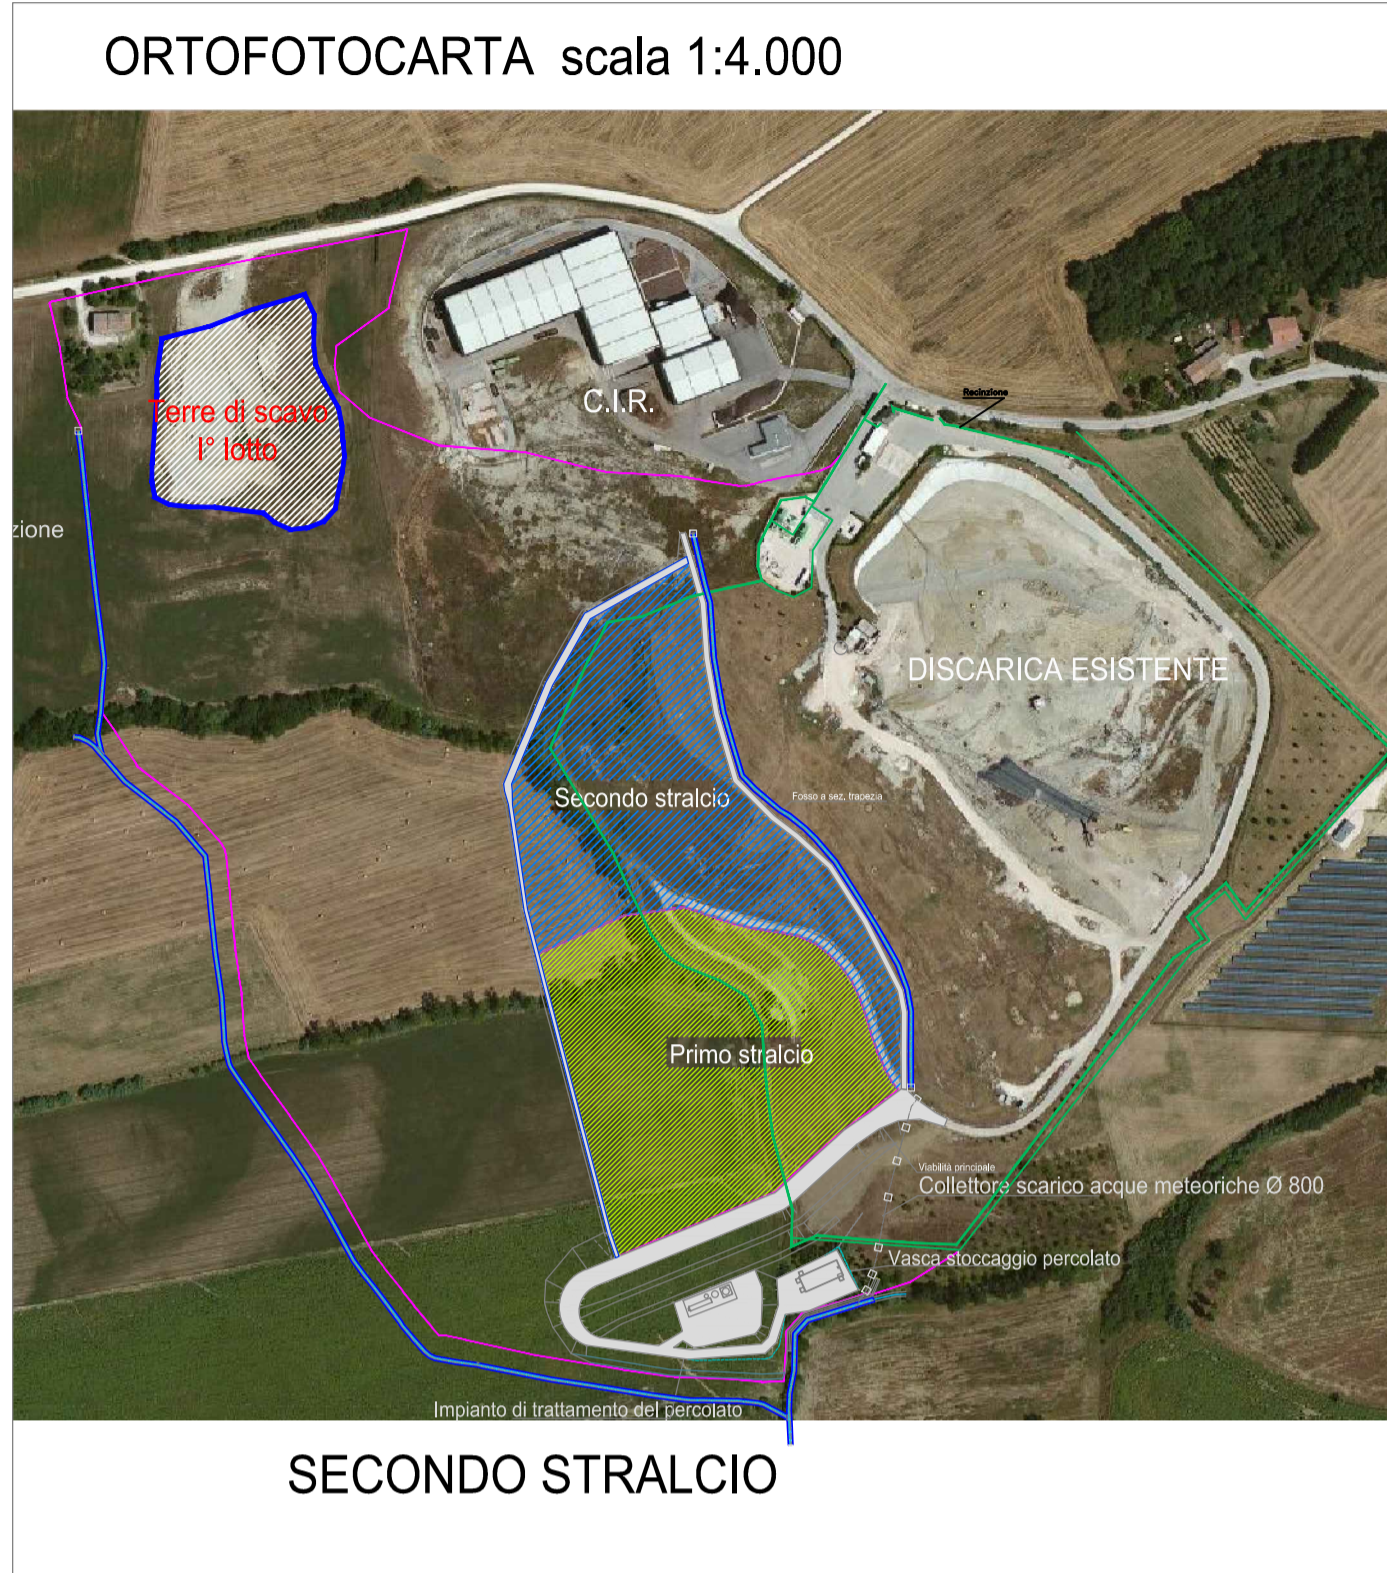 ORTOFOTOCARTA scala 1:4.000
Recinzione
C.I.R.
Terre di scavo
I° lotto
zione
DISCARICA ESISTENTE
Secondo stralcio
Fosso a sez. trapezia
Primo stralcio
Viabilità principale
Collettore scarico acque meteoriche Ø 800
Vasca stoccaggio percolato
Impianto di trattamento del percolato
SECONDO STRALCIO